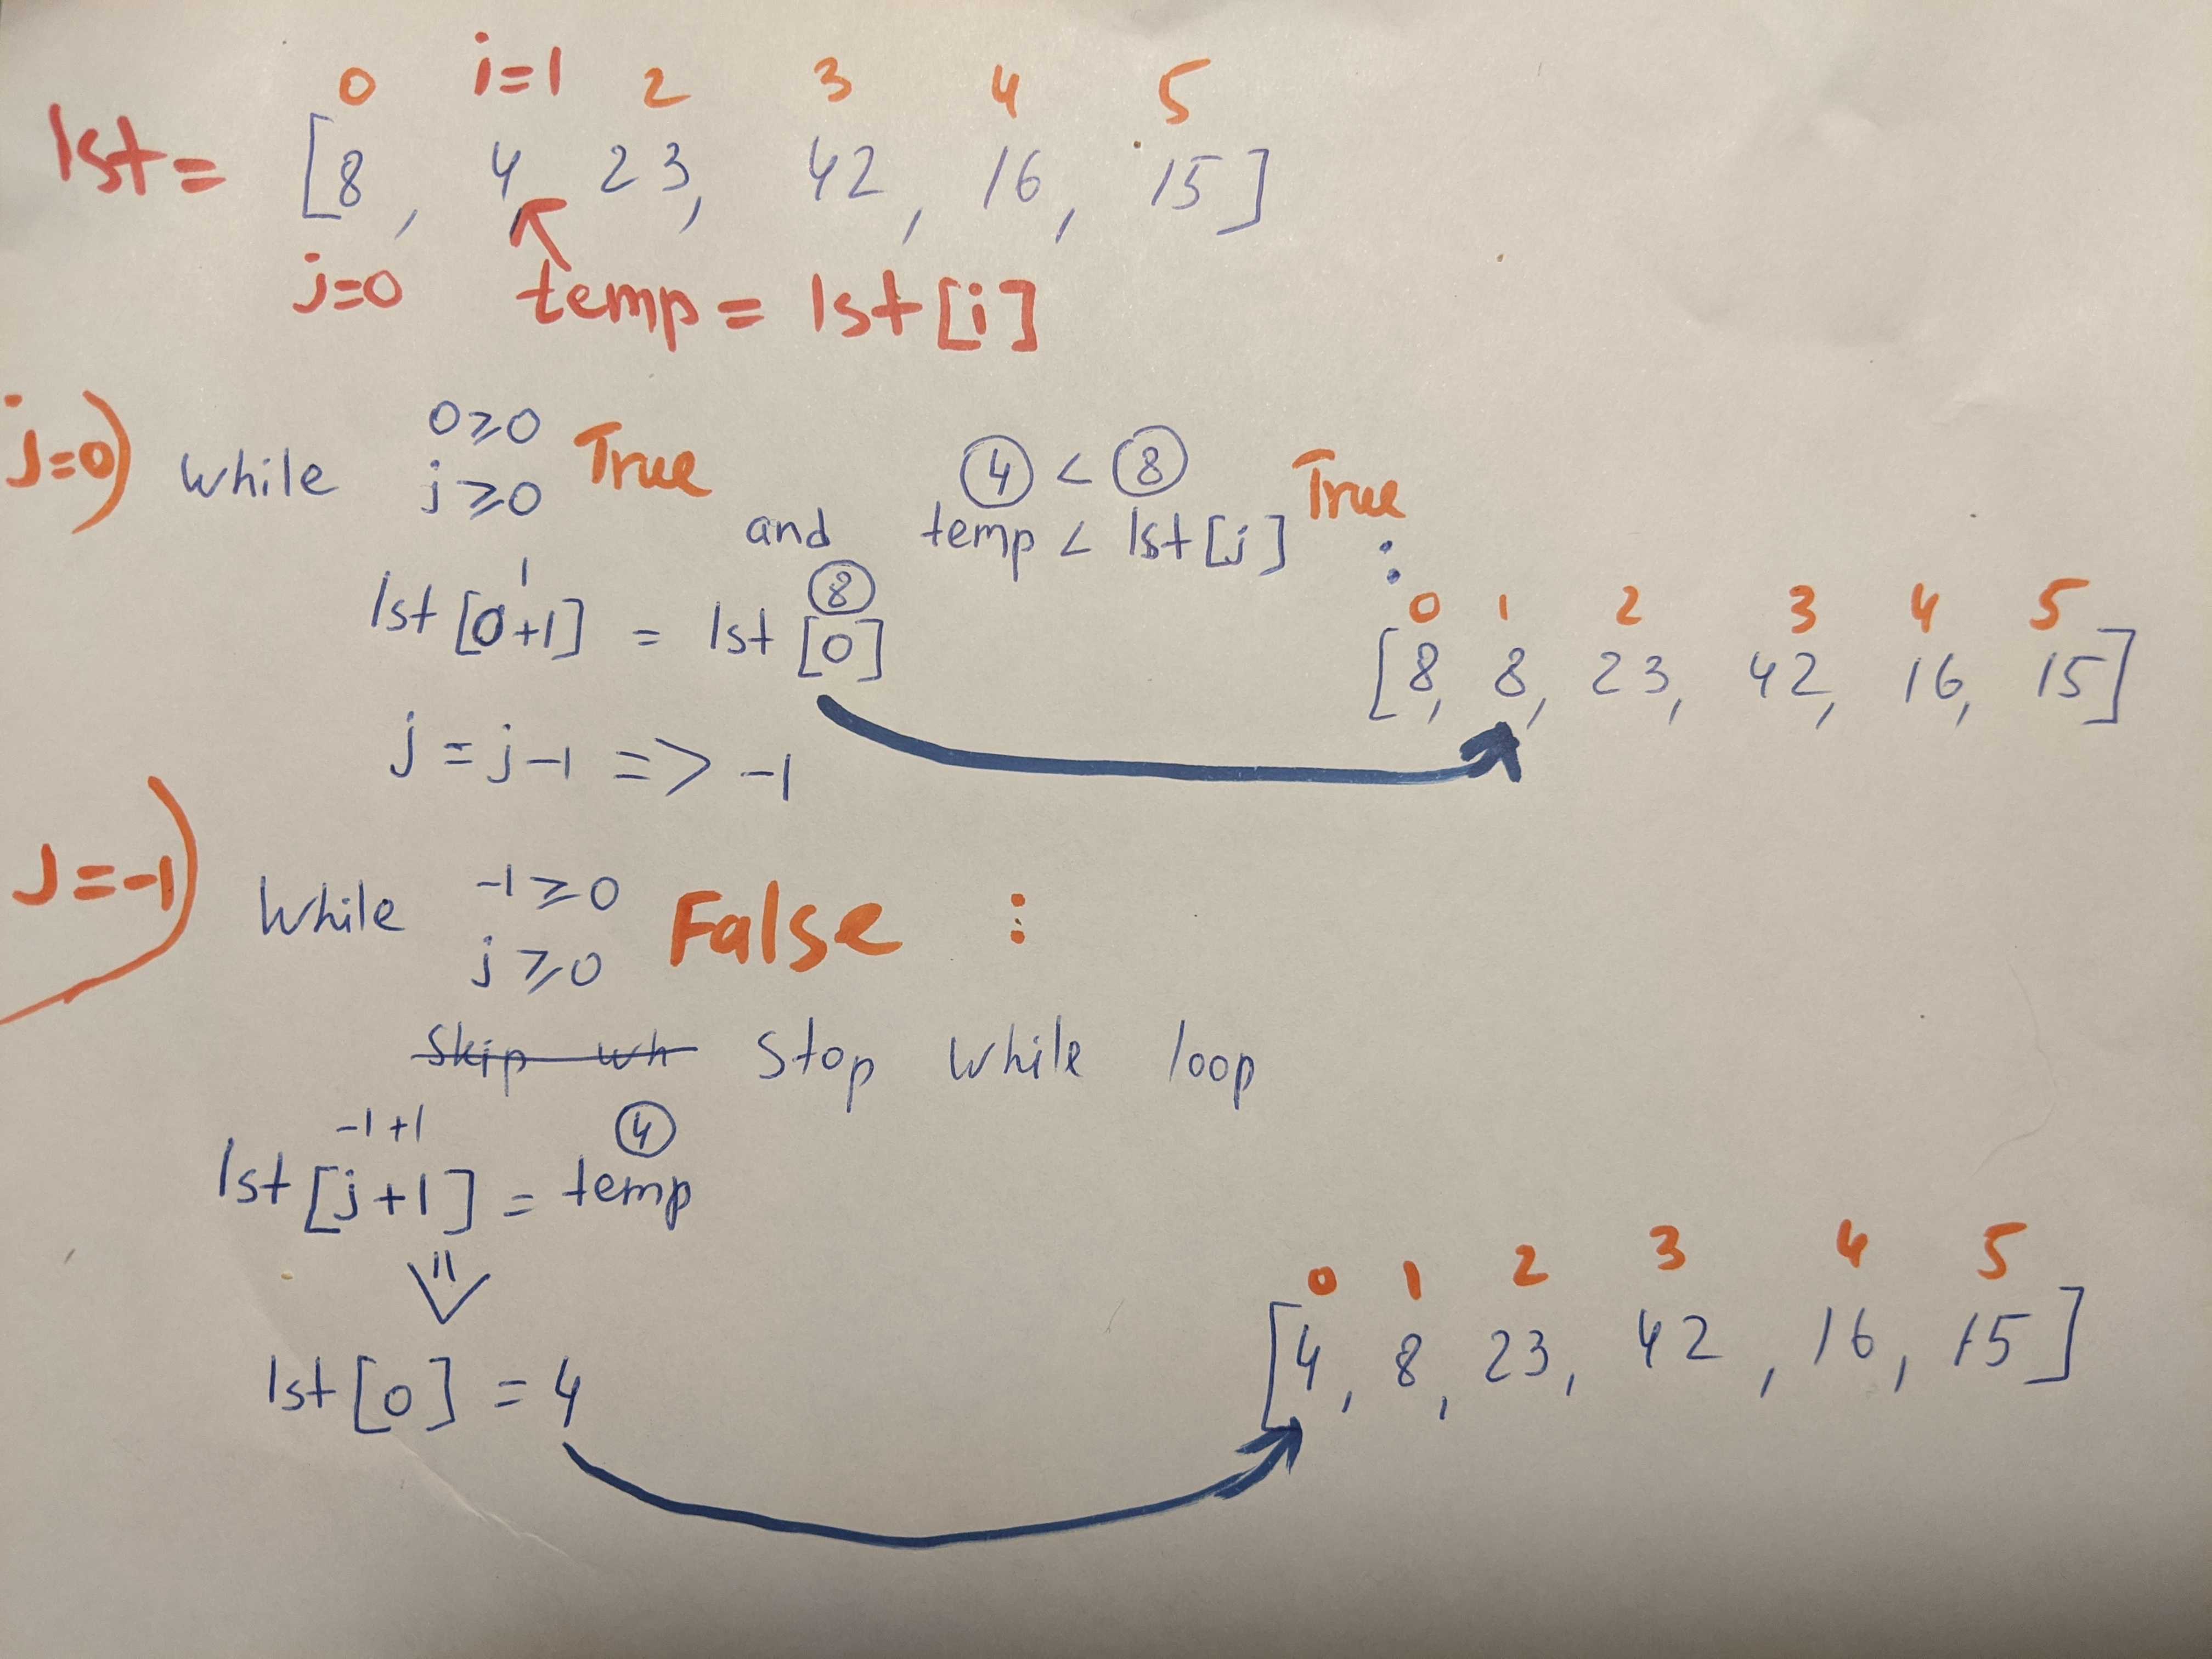 0 i=1 2 3 4 5
lst= [8, 4, 23, 42, 16, 15]
j=0 temp = lst[i]
0≥0 4 < 8
j=0) while j≥0 True and temp < lst[j] True :
1 8
lst[0+1] = lst[0]
0 1 2 3 4 5
[8, 8, 23, 42, 16, 15]
j = j-1 => -1
-1≥0
j=-1) while j≥0 False :
Skip wh Stop while loop
-1+1 4
lst[j+1] = temp
0 1 2 3 4 5
[4, 8, 23, 42, 16, 15]
lst[0] = 4